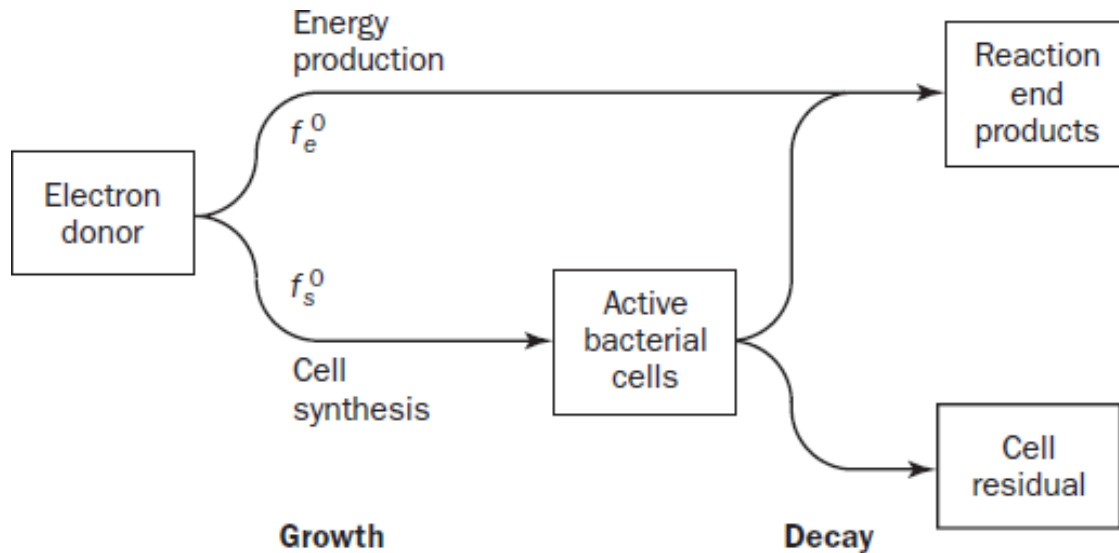 Energy
production
Reaction
end
products
f_e^0
Electron
donor
f_s^0
Active
bacterial
cells
Cell
synthesis
Cell
residual
Growth
Decay